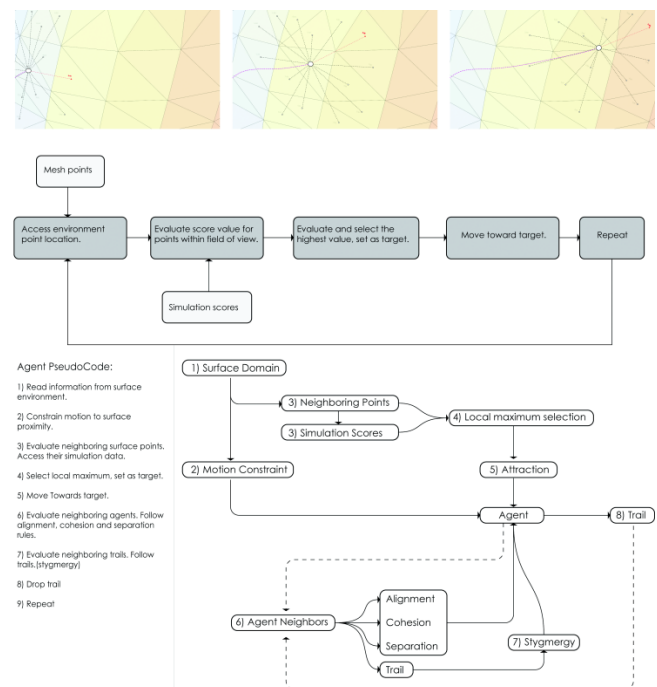 Mesh points
Access environment
point location.
Evaluate score value for
points within field of view.
Evaluate and select the
highest value, set as target.
Move toward target.
Repeat
Simulation scores
Agent PseudoCode:
1) Read information from surface
environment.
2) Constrain motion to surface
proximity.
3) Evaluate neighboring surface points.
Access their simulation data.
4) Select local maximum, set as target.
5) Move Towards target.
6) Evaluate neighboring agents. Follow
alignment, cohesion and separation
rules.
7) Evaluate neighboring trails. Follow
trails.(stygmergy)
8) Drop trail
9) Repeat
1) Surface Domain
3) Neighboring Points
3) Simulation Scores
4) Local maximum selection
2) Motion Constraint
5) Attraction
Agent
8) Trail
6) Agent Neighbors
Alignment
Cohesion
Separation
Trail
7) Stygmergy